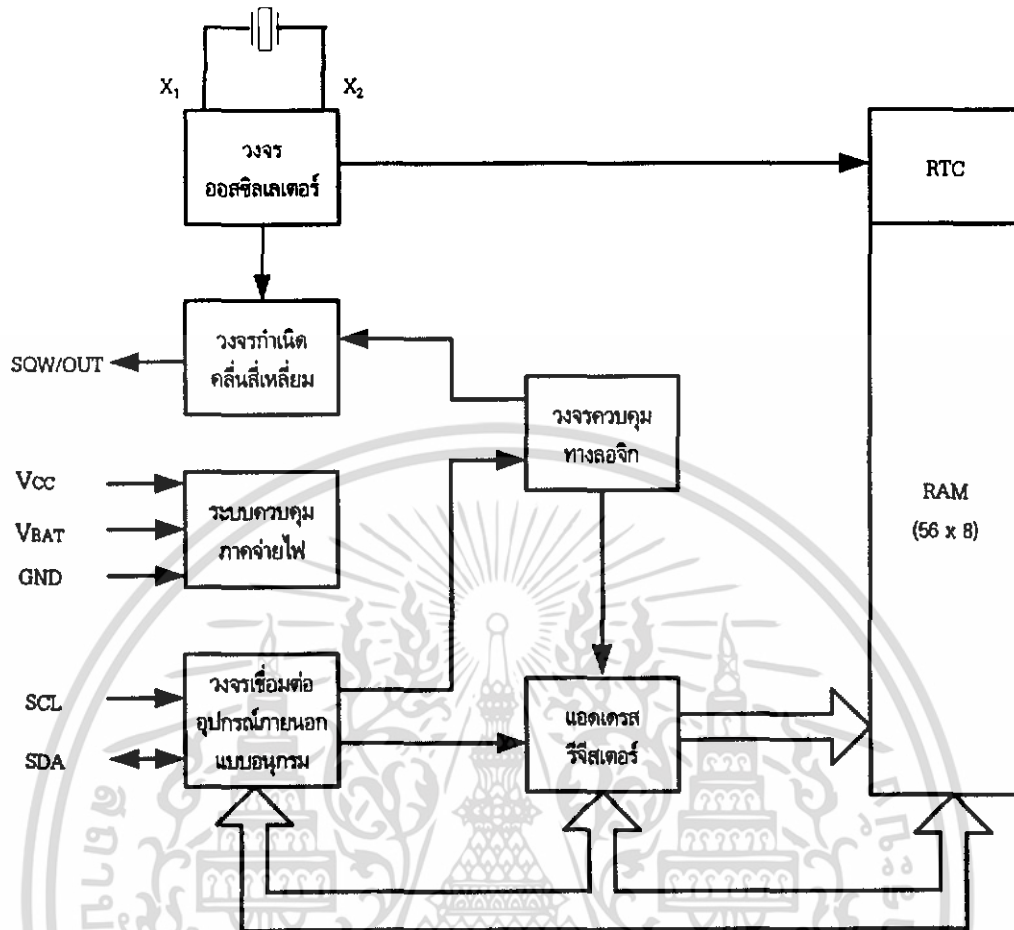 X₁
X₂
วงจร
ออสซิลเลเตอร์
RTC
วงจรกำเนิด
คลื่นสี่เหลี่ยม
SQW/OUT
วงจรควบคุม
ทางลอจิก
VCC
VBAT
GND
ระบบควบคุม
ภาคจ่ายไฟ
RAM
(56 x 8)
SCL
SDA
วงจรเชื่อมต่อ
อุปกรณ์ภายนอก
แบบอนุกรม
แอดเดรส
รีจีสเตอร์